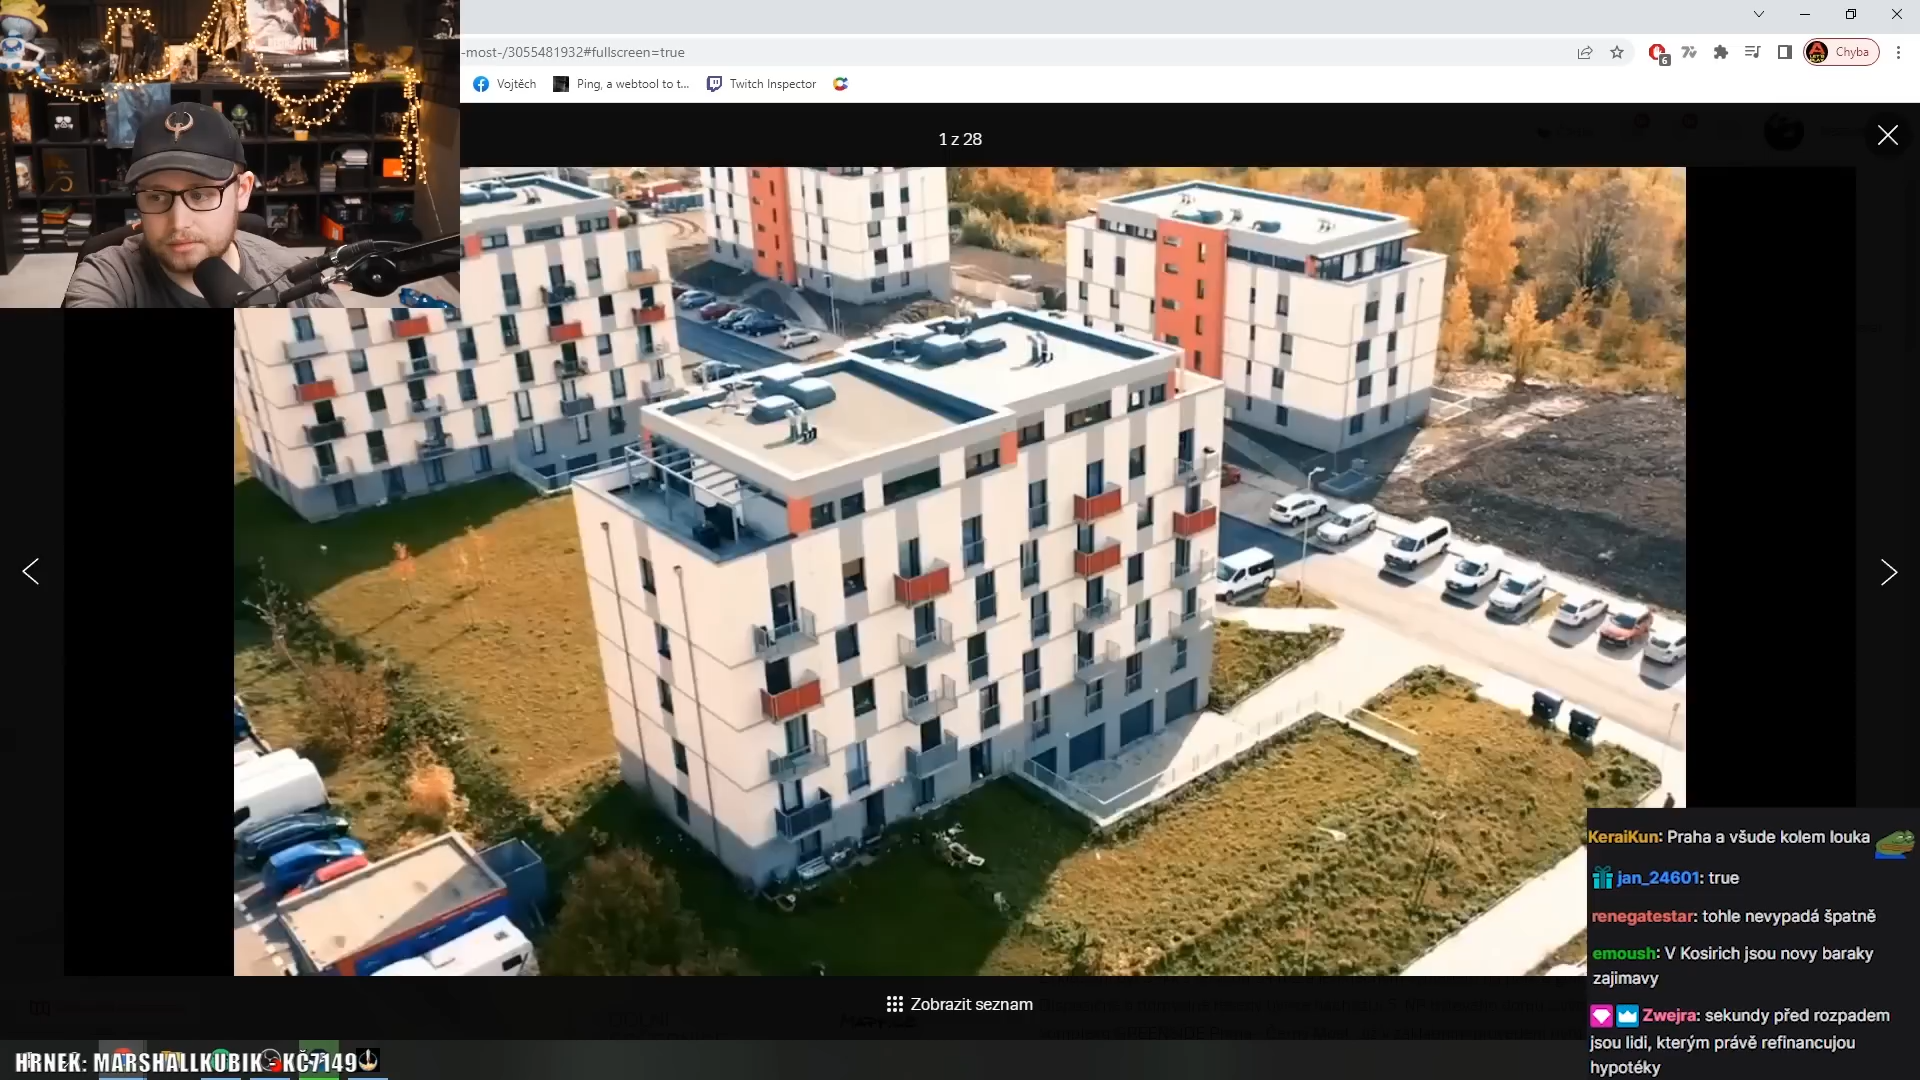 -most-/3055481932#fullscreen=true
6
Chyba
Vojtěch
Ping, a webtool to t...
Twitch Inspector
1 z 28
KeraiKun: Praha a všude kolem louka
jan_24601: true
renegatestar: tohle nevypadá špatně
emoush: V Kosirich jsou novy baraky
zajimavy
Zwejra: sekundy před rozpadem
jsou lidi, kterým právě refinancujou
hypotéky
Zobrazit seznam
HRNEK: MARSHALLKUBIK - KČ7149